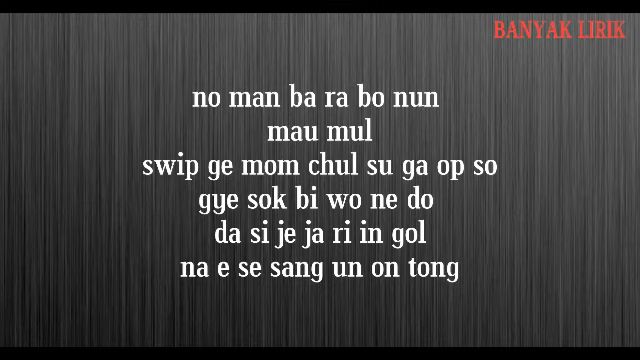 BANYAK LIRIK
no man ba ra bo nun
mau mul
swip ge mom chul su ga op so
gye sok bi wo ne do
da si je ja ri in gol
na e se sang un on tong